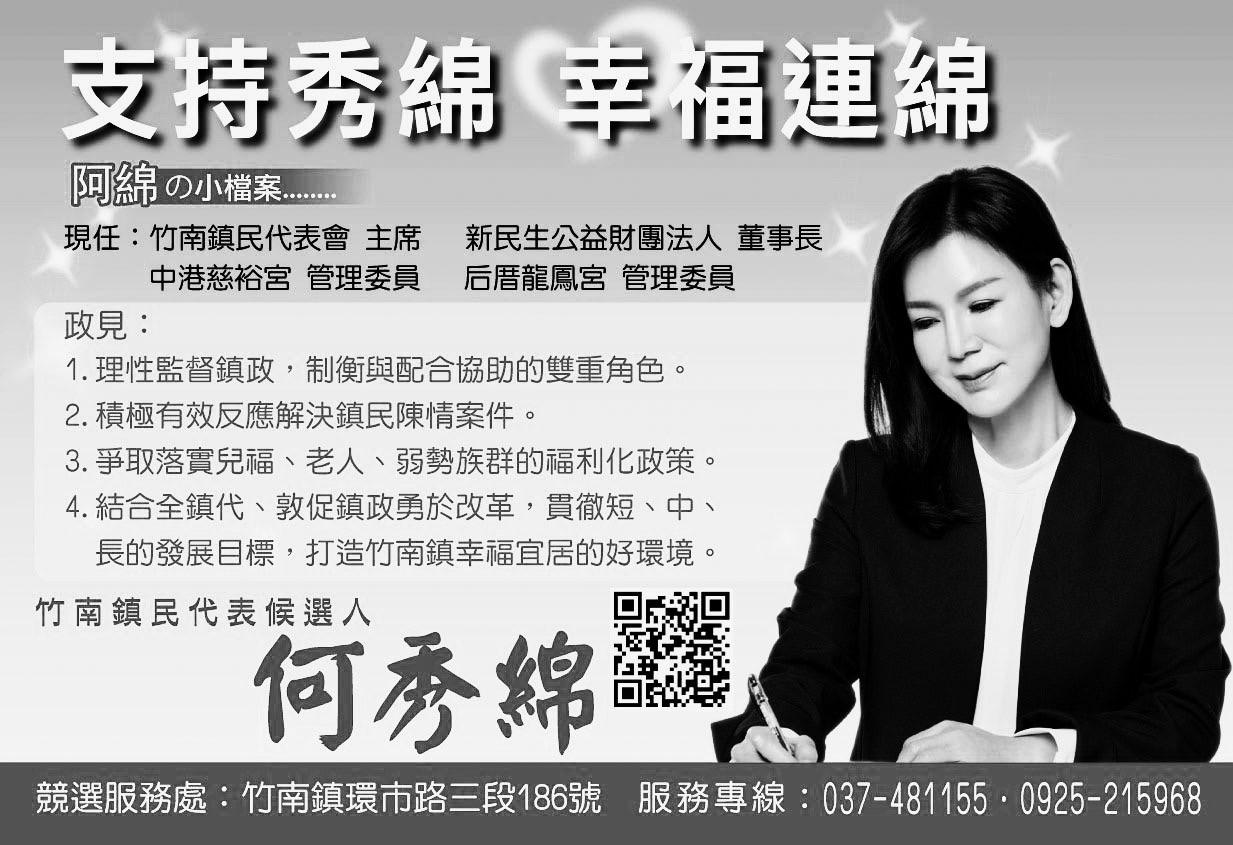 支持秀綿 幸福連綿
阿綿の小檔案........
現任：竹南鎮民代表會 主席 新民生公益財團法人 董事長
中港慈裕宮 管理委員 后厝龍鳳宮 管理委員
政見：
1. 理性監督鎮政，制衡與配合協助的雙重角色。
2. 積極有效反應解決鎮民陳情案件。
3. 爭取落實兒福、老人、弱勢族群的福利化政策。
4. 結合全鎮代、敦促鎮政勇於改革，貫徹短、中、
長的發展目標，打造竹南鎮幸福宜居的好環境。
竹南鎮民代表候選人
何秀綿
競選服務處：竹南鎮環市路三段186號 服務專線：037-481155·0925-215968